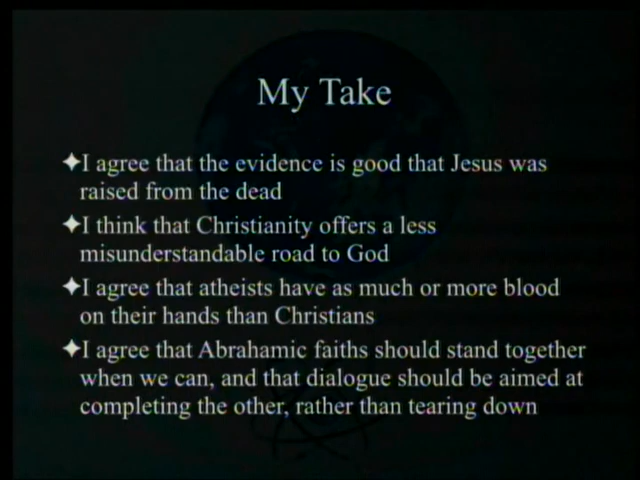 My Take
✦I agree that the evidence is good that Jesus was
raised from the dead
✦I think that Christianity offers a less
misunderstandable road to God
✦I agree that atheists have as much or more blood
on their hands than Christians
✦I agree that Abrahamic faiths should stand together
when we can, and that dialogue should be aimed at
completing the other, rather than tearing down